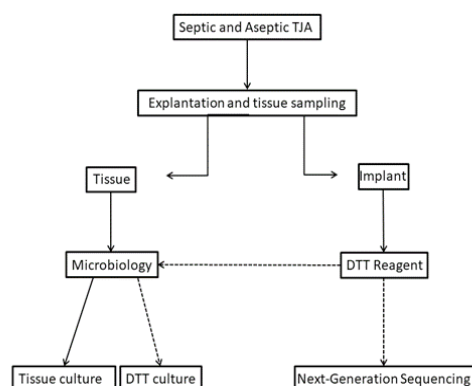 Septic and Aseptic TJA
Explantation and tissue sampling
Tissue
Implant
Microbiology
DTT Reagent
Tissue culture
DTT culture
Next-Generation Sequencing